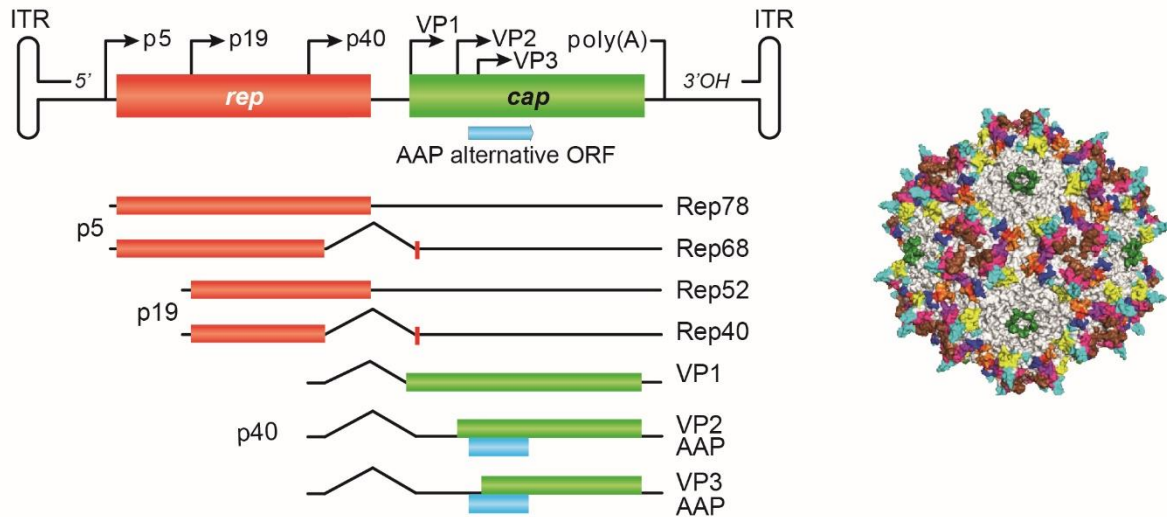 ITR
p5
p19
p40
VP1
VP2
VP3
poly(A)
ITR
5'
rep
cap
3'OH
AAP alternative ORF
p5
Rep78
Rep68
p19
Rep52
Rep40
p40
VP1
VP2
AAP
VP3
AAP